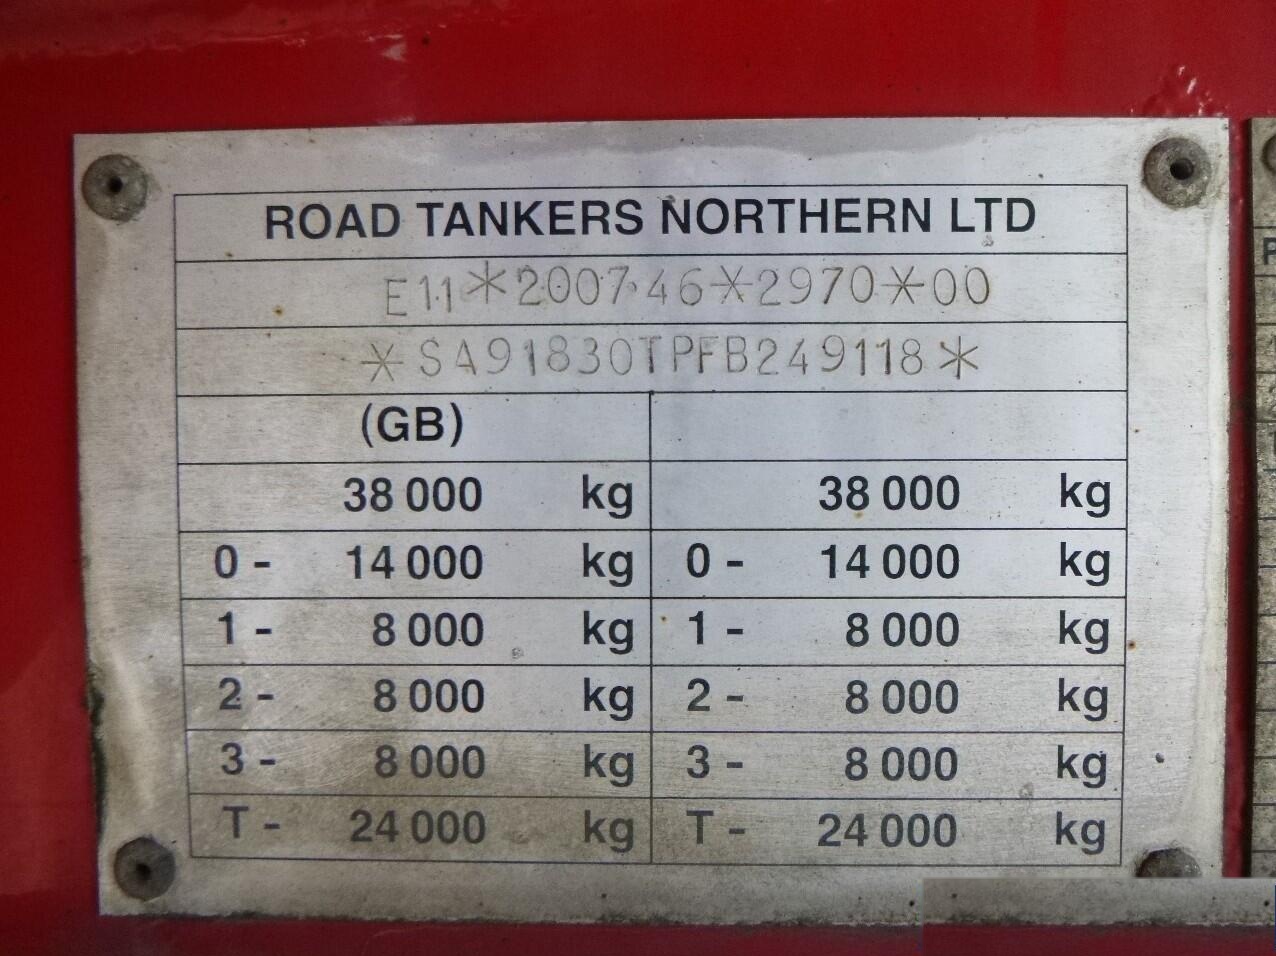 ROAD TANKERS NORTHERN LTD
E11*2007·46*2970*00
*SA91830TPFB249118*
(GB)
38 000 kg 38 000 kg
0 - 14 000 kg 0 - 14 000 kg
1 - 8 000 kg 1 - 8 000 kg
2 - 8 000 kg 2 - 8 000 kg
3 - 8 000 kg 3 - 8 000 kg
T - 24 000 kg T - 24 000 kg